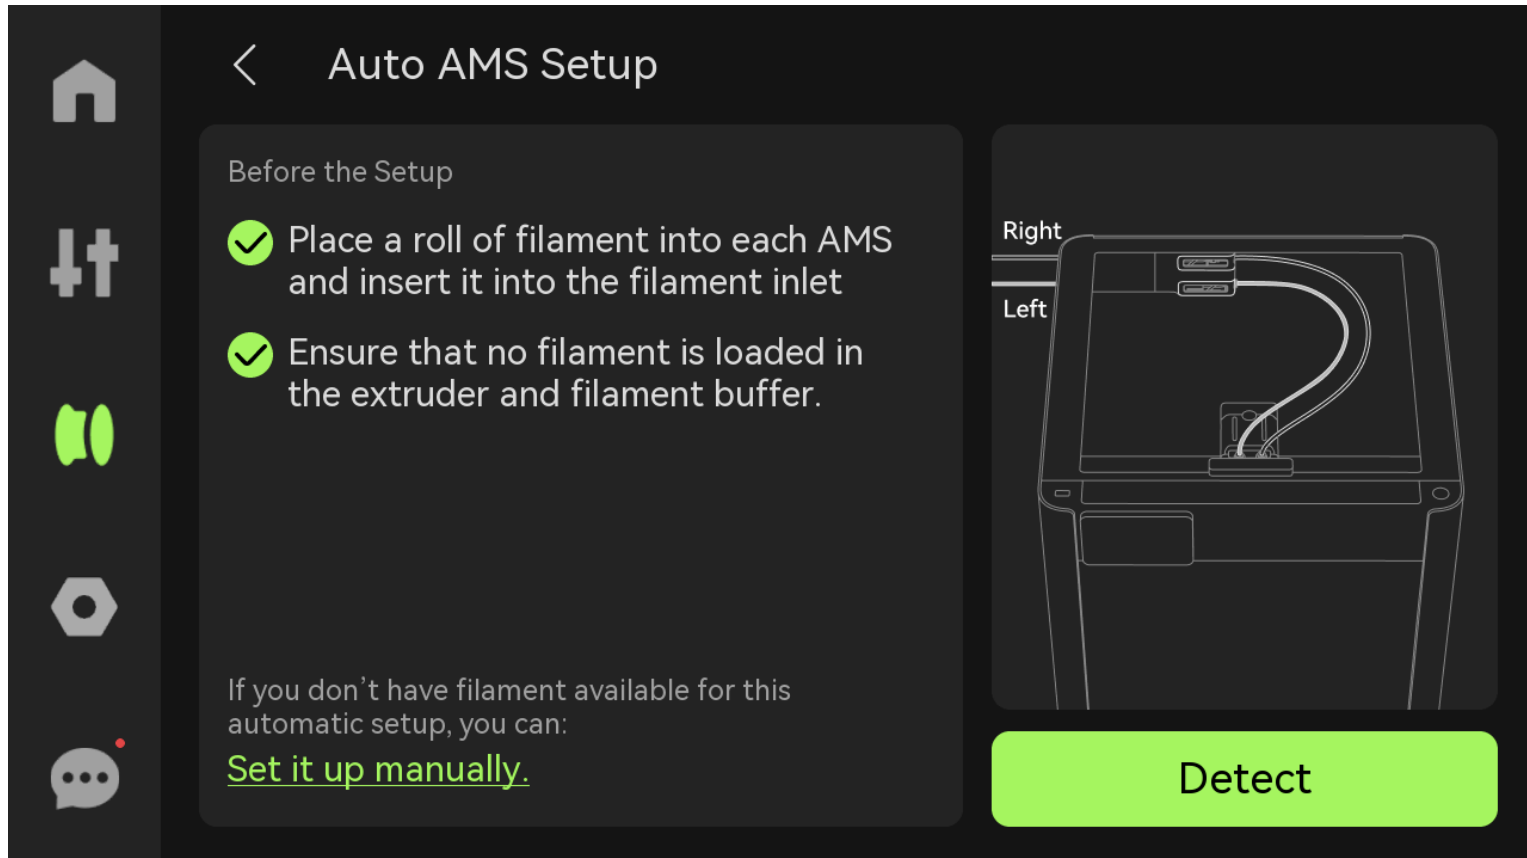 Auto AMS Setup
Before the Setup
Place a roll of filament into each AMS
and insert it into the filament inlet
Ensure that no filament is loaded in
the extruder and filament buffer.
If you don’t have filament available for this
automatic setup, you can:
Set it up manually.
Right
Left
Detect